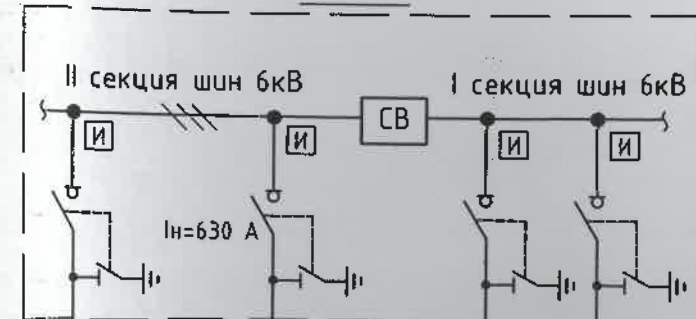 II секция шин 6кВ
I секция шин 6кВ
СВ
И
И
И
И
Iн=630 А